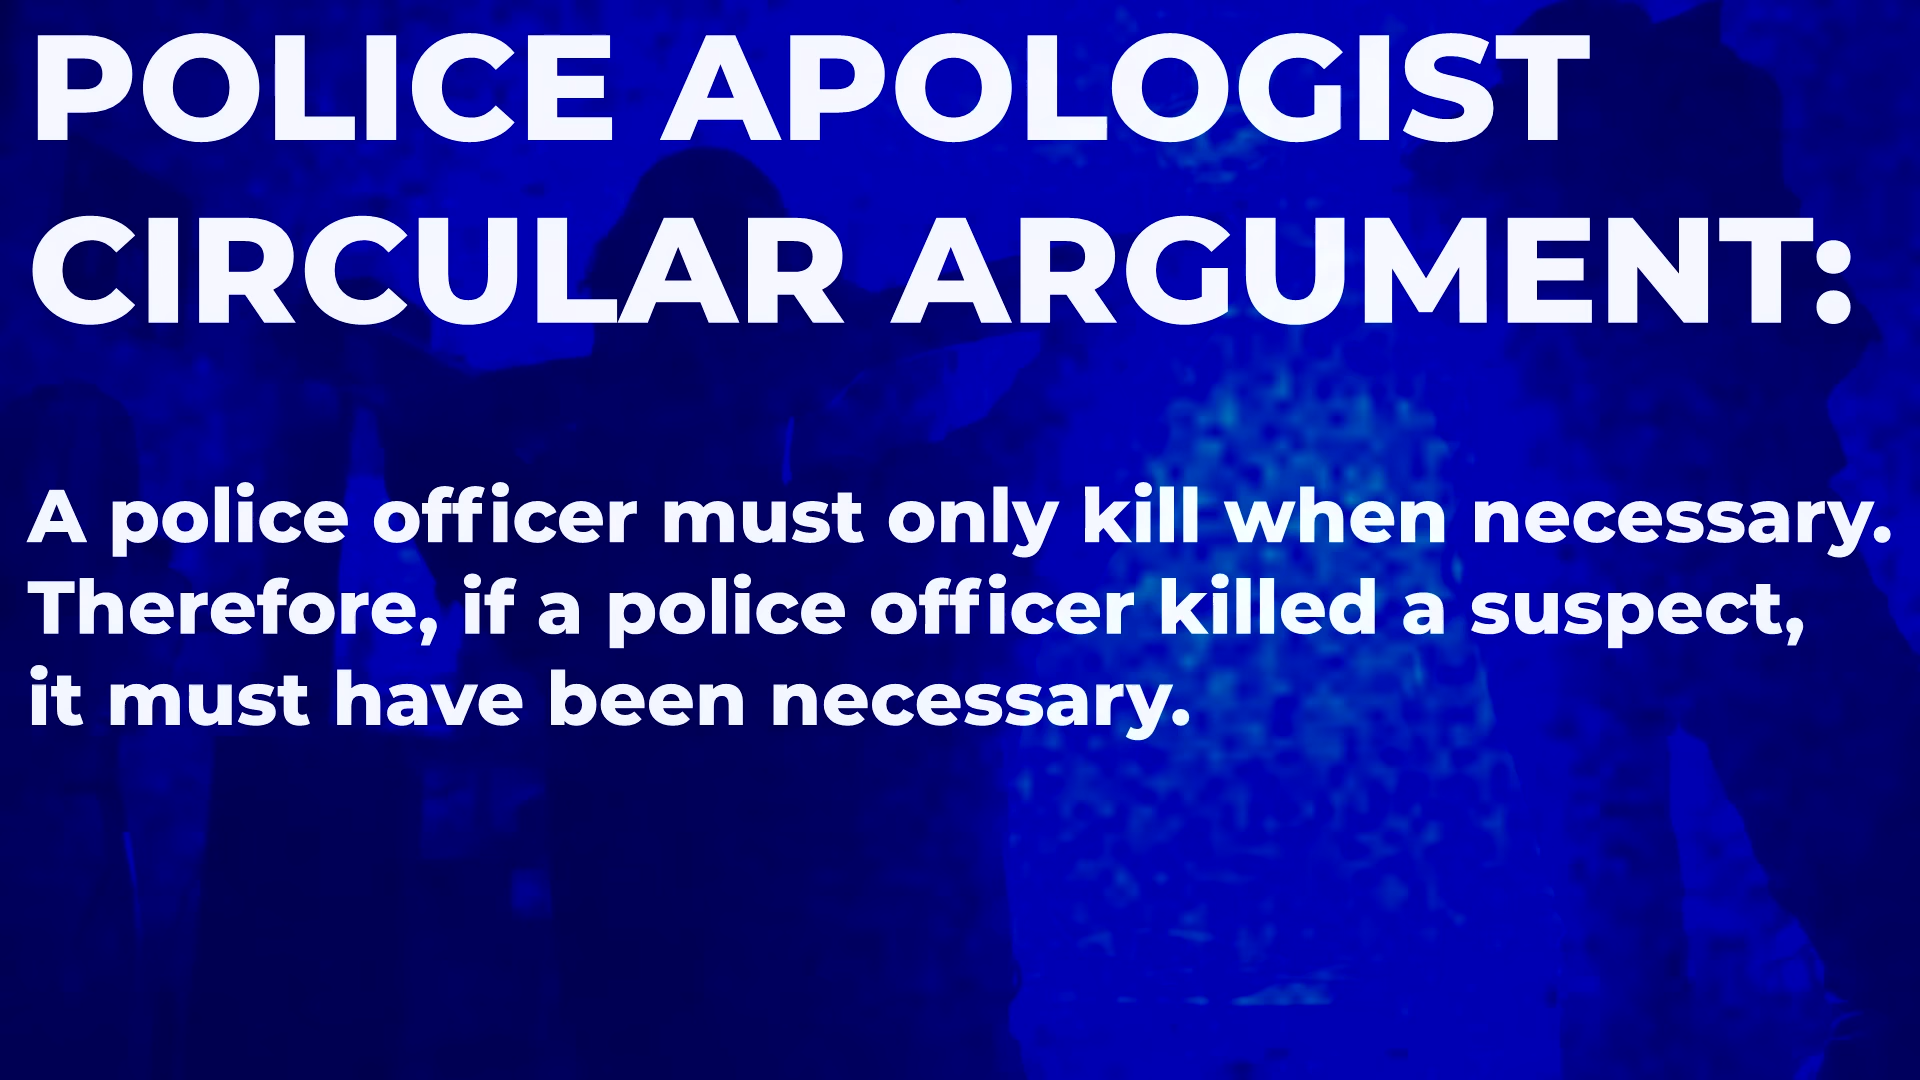 POLICE APOLOGIST
CIRCULAR ARGUMENT:
A police officer must only kill when necessary.
Therefore, if a police officer killed a suspect,
it must have been necessary.